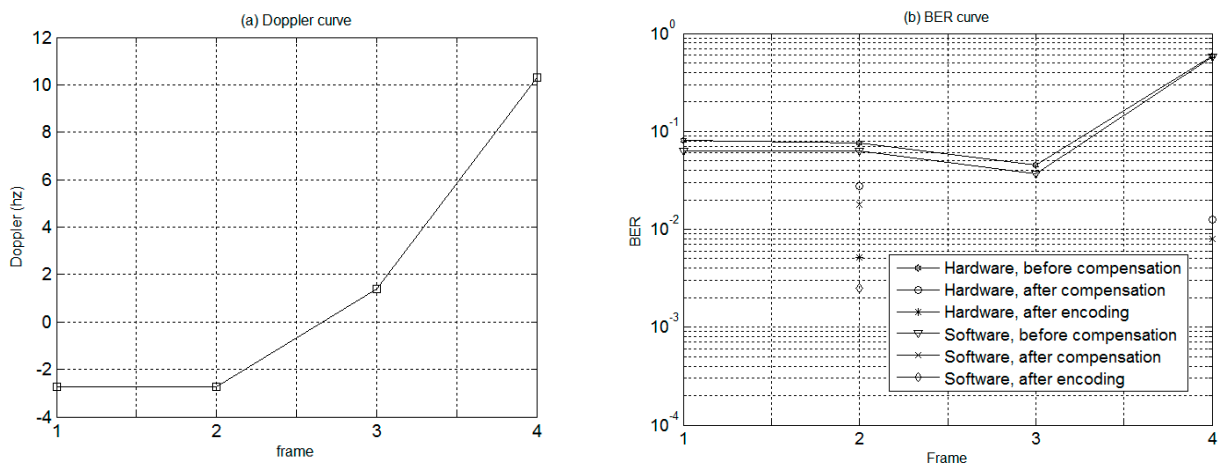 (a) Doppler curve
12
10
8
6
4
2
0
-2
-4
1
2
3
4
Doppler (hz)
frame
(b) BER curve
10^0
10^-1
10^-2
10^-3
10^-4
1
2
3
4
BER
Frame
Hardware, before compensation
Hardware, after compensation
Hardware, after encoding
Software, before compensation
Software, after compensation
Software, after encoding